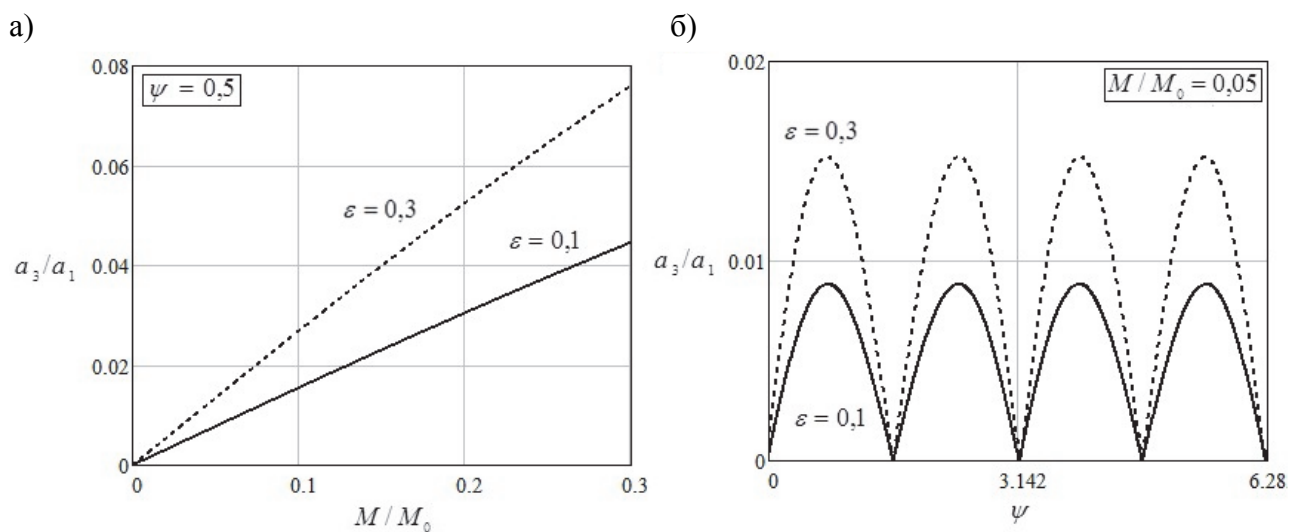 а)
ψ = 0,5
0.08
0.06
a₃/a₁ 0.04
0.02
0
ε = 0,3
ε = 0,1
0 0.1 0.2 0.3
M / M₀
б)
M / M₀ = 0,05
0.02
ε = 0,3
a₃/a₁ 0.01
ε = 0,1
0
0 3.142 6.28
ψ